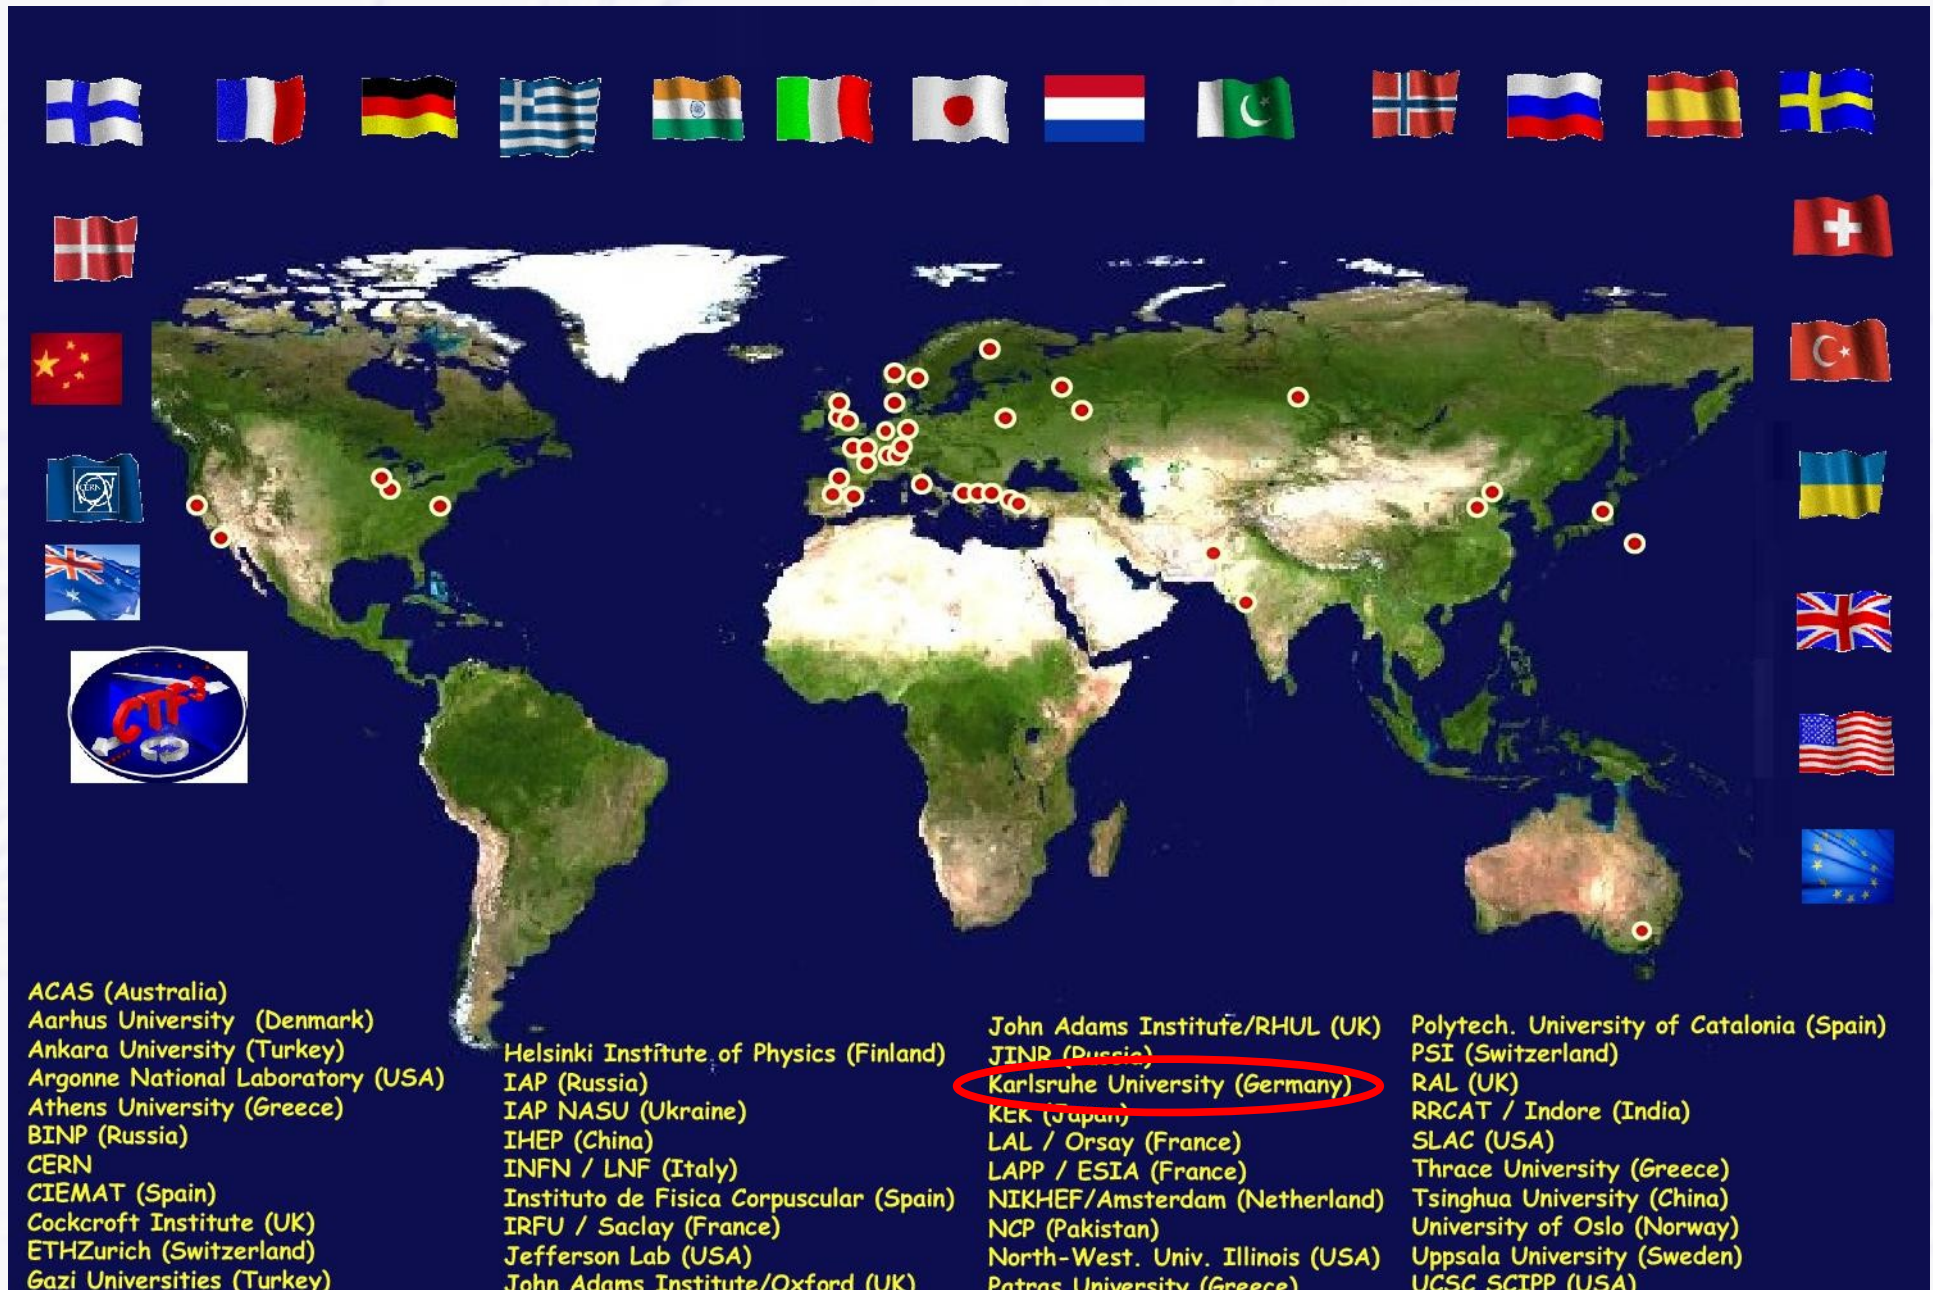 CERN
CTF3
ACAS (Australia)
Aarhus University (Denmark)
Ankara University (Turkey)
Argonne National Laboratory (USA)
Athens University (Greece)
BINP (Russia)
CERN
CIEMAT (Spain)
Cockcroft Institute (UK)
ETHZurich (Switzerland)
Gazi Universities (Turkey)
Helsinki Institute of Physics (Finland)
IAP (Russia)
IAP NASU (Ukraine)
IHEP (China)
INFN / LNF (Italy)
Instituto de Fisica Corpuscular (Spain)
IRFU / Saclay (France)
Jefferson Lab (USA)
John Adams Institute/Oxford (UK)
John Adams Institute/RHUL (UK)
JINR (Russia)
Karlsruhe University (Germany)
KEK (Japan)
LAL / Orsay (France)
LAPP / ESIA (France)
NIKHEF/Amsterdam (Netherland)
NCP (Pakistan)
North-West. Univ. Illinois (USA)
Patras University (Greece)
Polytech. University of Catalonia (Spain)
PSI (Switzerland)
RAL (UK)
RRCAT / Indore (India)
SLAC (USA)
Thrace University (Greece)
Tsinghua University (China)
University of Oslo (Norway)
Uppsala University (Sweden)
UCSC SCIPP (USA)